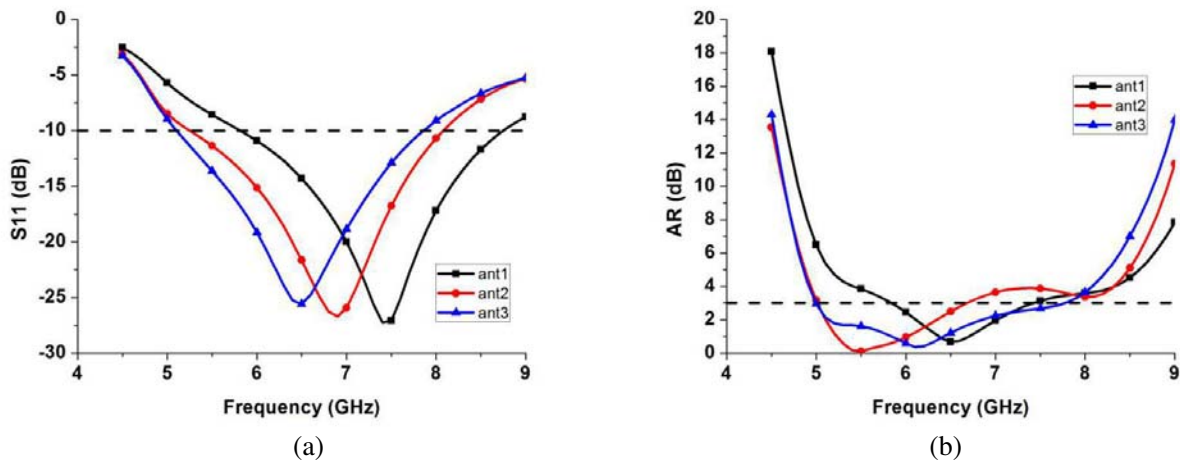 0
-5
-10
-15
-20
-25
-30
S11 (dB)
ant1
ant2
ant3
4 5 6 7 8 9
Frequency (GHz)
(a)
20
18
16
14
12
10
8
6
4
2
0
AR (dB)
ant1
ant2
ant3
4 5 6 7 8 9
Frequency (GHz)
(b)